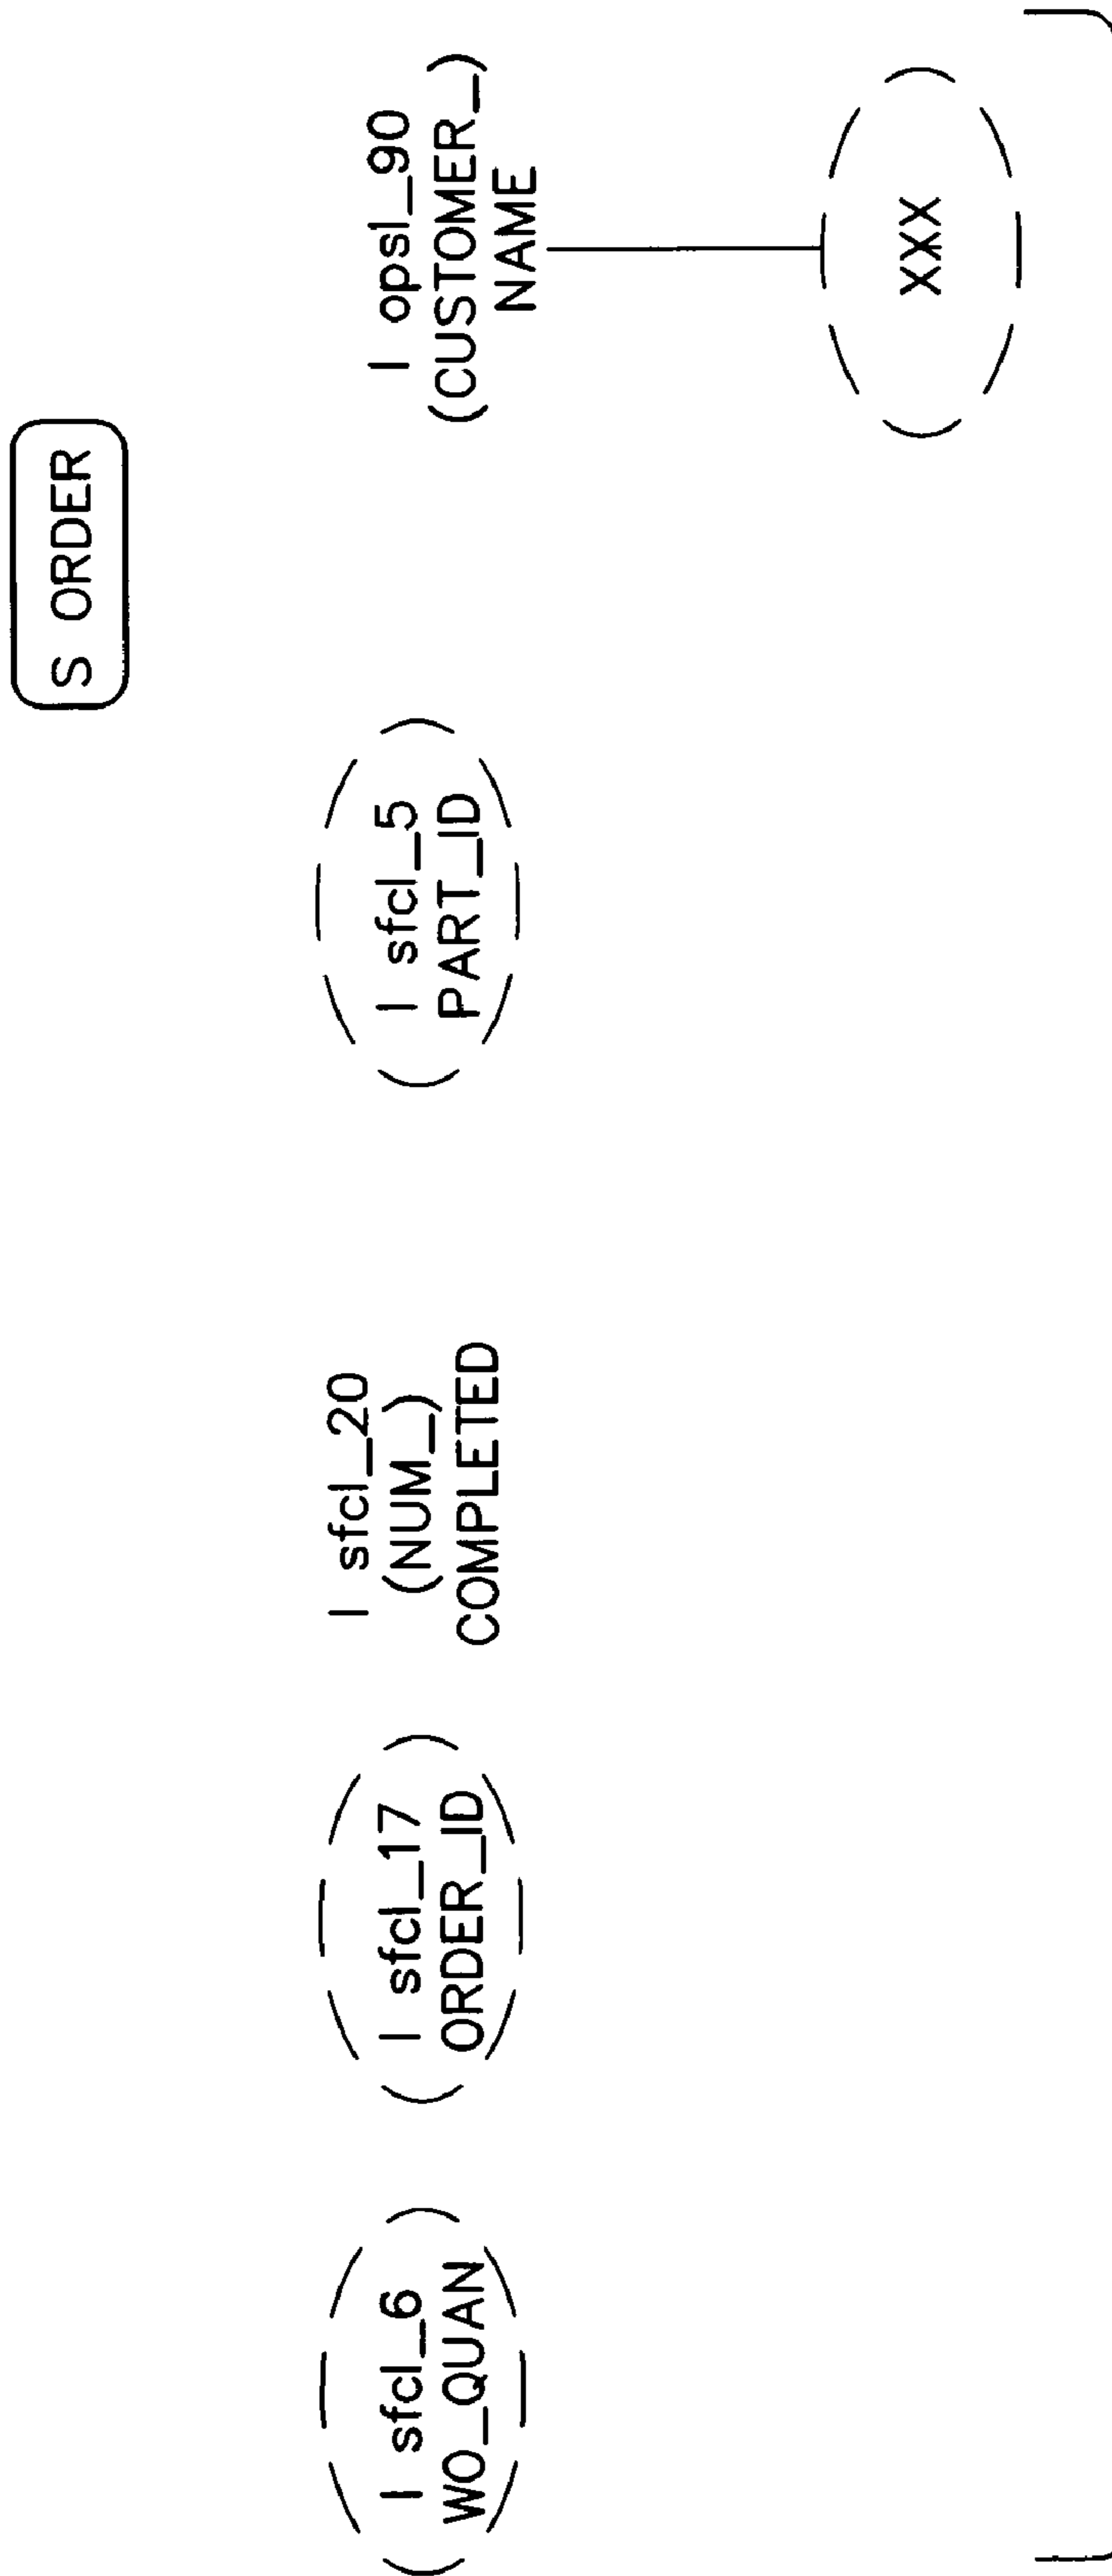 S ORDER
I sfcl_6
WO_QUAN
I sfcl_17
ORDER_ID
I sfcl_20
(NUM_)
COMPLETED
I sfcl_5
PART_ID
I opsl_90
(CUSTOMER_)
NAME
XXX